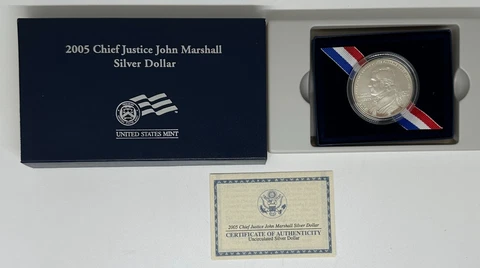 2005 Chief Justice John Marshall
Silver Dollar
UNITED STATES MINT
2005 Chief Justice John Marshall Silver Dollar
CERTIFICATE OF AUTHENTICITY
Uncirculated Silver Dollar